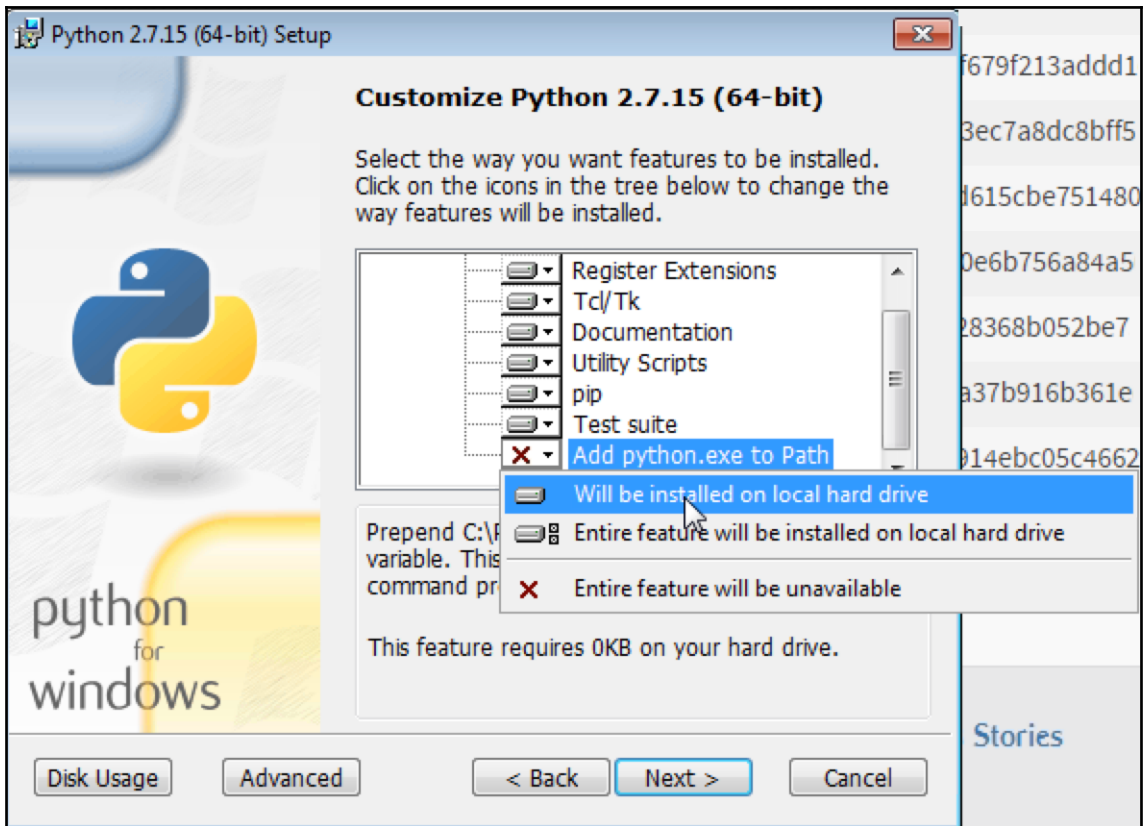 Python 2.7.15 (64-bit) Setup
Customize Python 2.7.15 (64-bit)
Select the way you want features to be installed.
Click on the icons in the tree below to change the
way features will be installed.
Register Extensions
Tcl/Tk
Documentation
Utility Scripts
pip
Test suite
Add python.exe to Path
Will be installed on local hard drive
Entire feature will be installed on local hard drive
Entire feature will be unavailable
Prepend C:\
variable. This
command
This feature requires 0KB on your hard drive.
python
for
windows
Disk Usage
Advanced
< Back
Next >
Cancel
f679f213addd1
3ec7a8dc8bff5
d615cbe751480
0e6b756a84a5
28368b052be7
a37b916b361e
914ebc05c4662
Stories